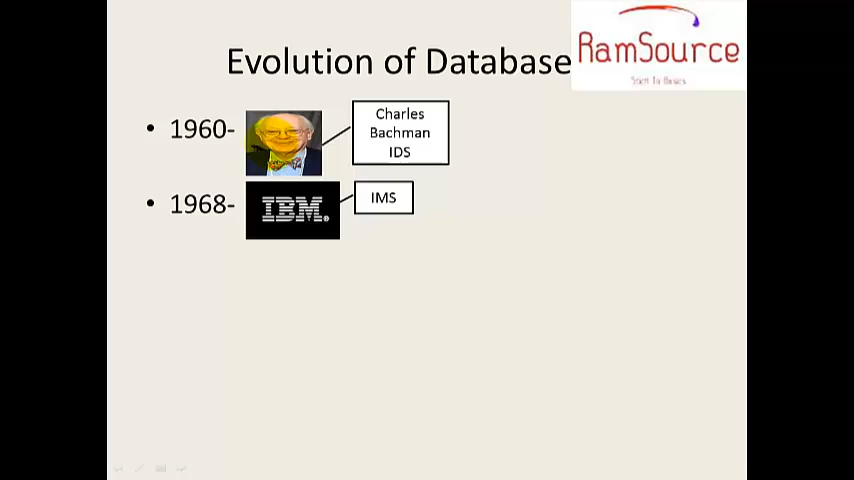 Evolution of Database
RamSource
Start To Basics
• 1960-
Charles
Bachman
IDS
• 1968-
IBM®
IMS